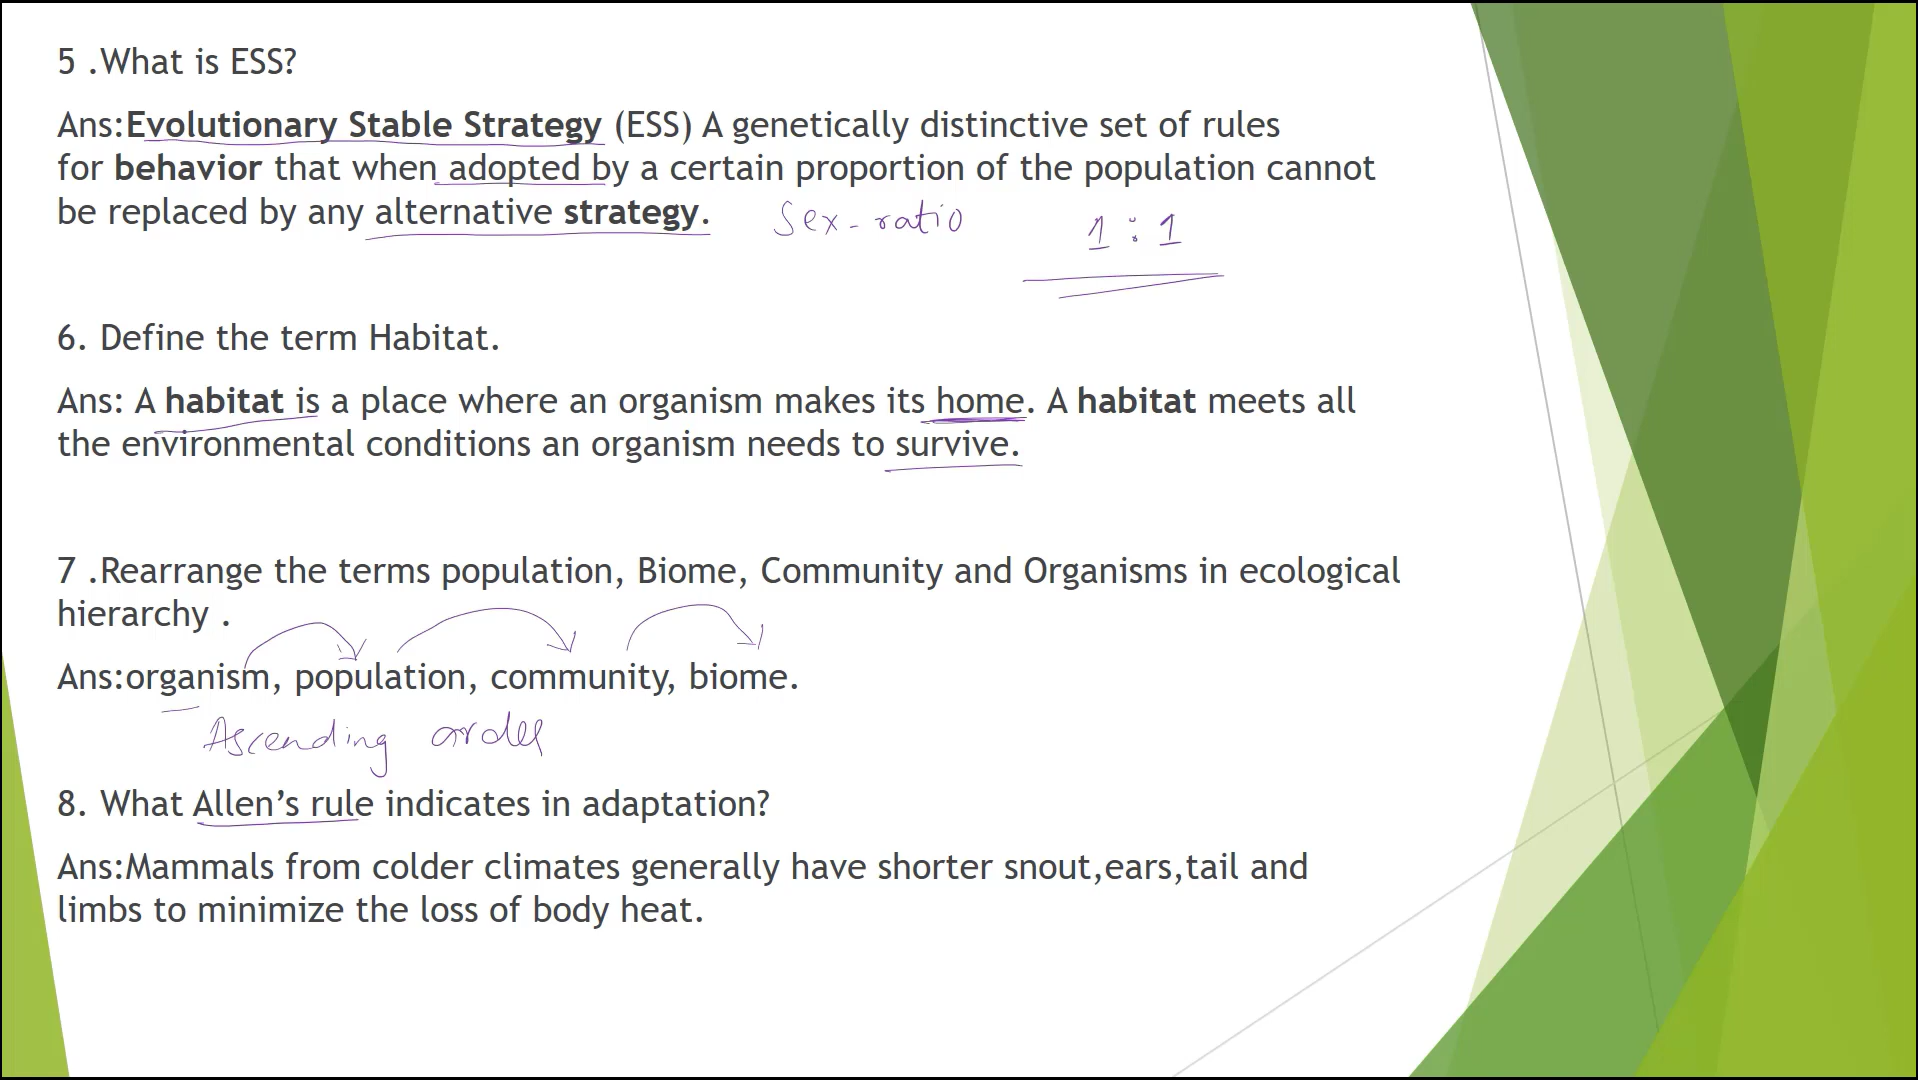 5 .What is ESS?
Ans:Evolutionary Stable Strategy (ESS) A genetically distinctive set of rules
for behavior that when adopted by a certain proportion of the population cannot
be replaced by any alternative strategy. Sex-ratio 1 : 1
6. Define the term Habitat.
Ans: A habitat is a place where an organism makes its home. A habitat meets all
the environmental conditions an organism needs to survive.
7 .Rearrange the terms population, Biome, Community and Organisms in ecological
hierarchy .
Ans:organism, population, community, biome.
Ascending order
8. What Allen’s rule indicates in adaptation?
Ans:Mammals from colder climates generally have shorter snout,ears,tail and
limbs to minimize the loss of body heat.